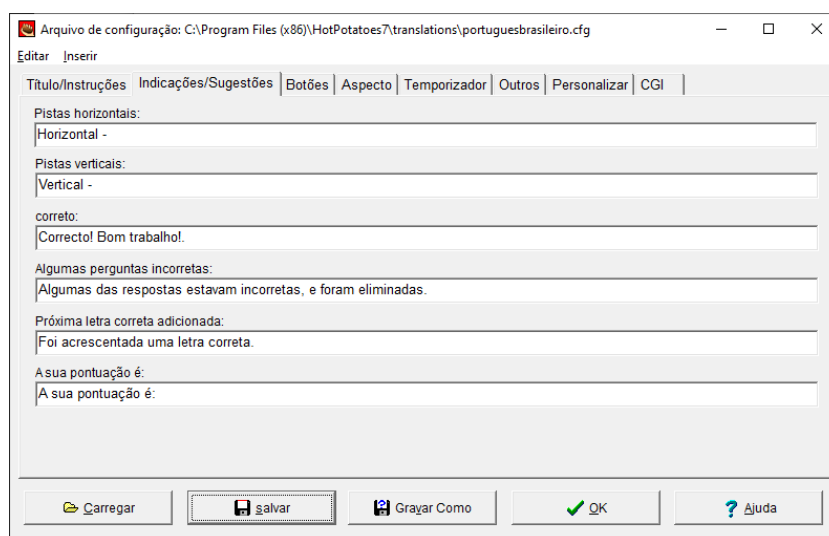 Arquivo de configuração: C:\Program Files (x86)\HotPotatoes7\translations\portuguesbrasileiro.cfg
Editar Inserir
Título/Instruções Indicações/Sugestões Botões Aspecto Temporizador Outros Personalizar CGI
Pistas horizontais:
Horizontal -
Pistas verticais:
Vertical -
correto:
Correcto! Bom trabalho!.
Algumas perguntas incorretas:
Algumas das respostas estavam incorretas, e foram eliminadas.
Próxima letra correta adicionada:
Foi acrescentada uma letra correta.
A sua pontuação é:
A sua pontuação é:
Carregar salvar Gravar Como OK Ajuda